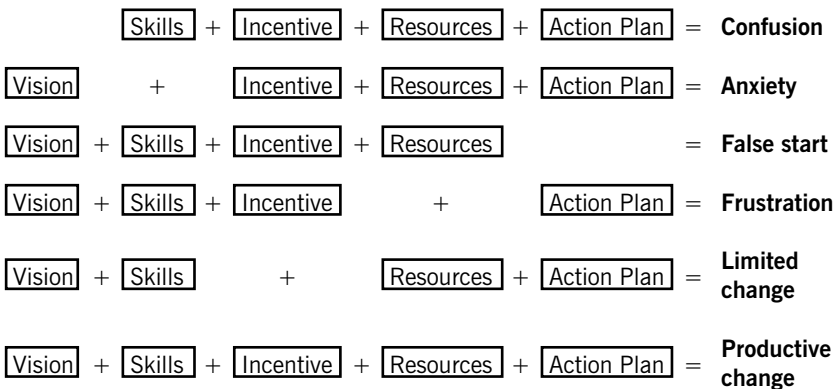 Skills + Incentive + Resources + Action Plan = Confusion
Vision + Incentive + Resources + Action Plan = Anxiety
Vision + Skills + Incentive + Resources = False start
Vision + Skills + Incentive + Action Plan = Frustration
Vision + Skills + Resources + Action Plan = Limited
change
Vision + Skills + Incentive + Resources + Action Plan = Productive
change